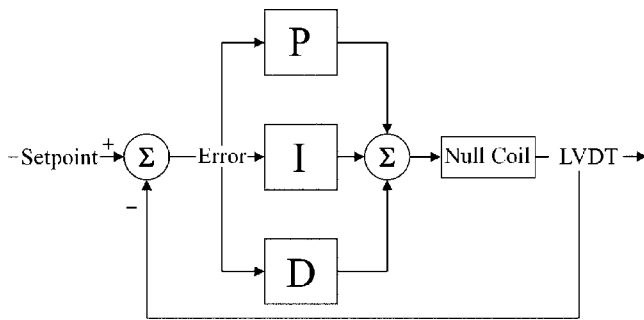 P
+
Setpoint
Σ
Error
I
Σ
Null Coil
LVDT
−
D